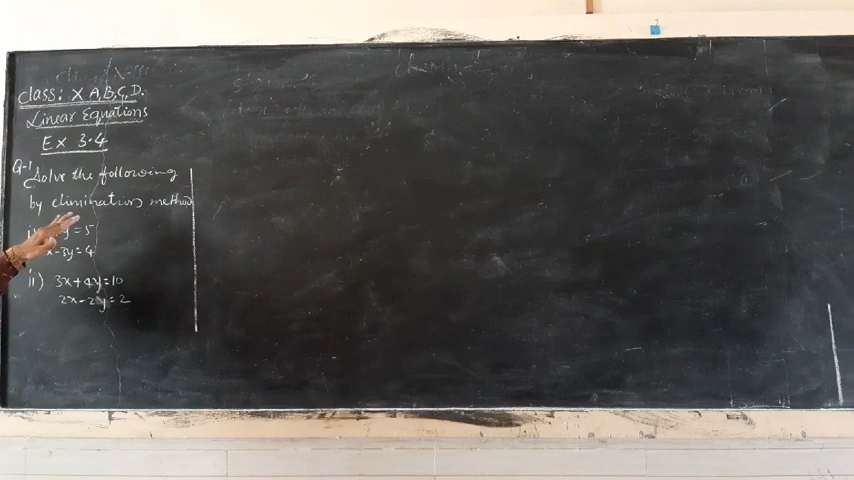 class: X A,B,C,D.
Linear Equations
Ex 3.4
Q-1 Solve the following
by elimination method
y = 5
x-3y=4
ii) 3x+4y=10
2x-2y=2